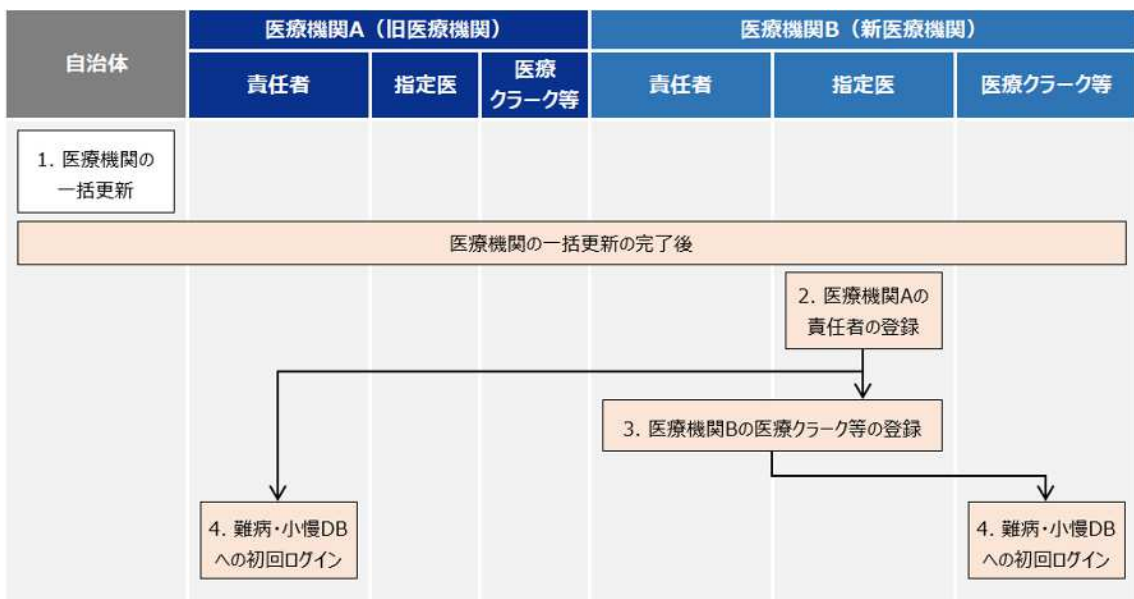 自治体
医療機関A（旧医療機関）
医療機関B（新医療機関）
責任者
指定医
医療
クラーク等
責任者
指定医
医療クラーク等
1. 医療機関の
一括更新
医療機関の一括更新の完了後
2. 医療機関Aの
責任者の登録
3. 医療機関Bの医療クラーク等の登録
4. 難病・小慢DB
への初回ログイン
4. 難病・小慢DB
への初回ログイン